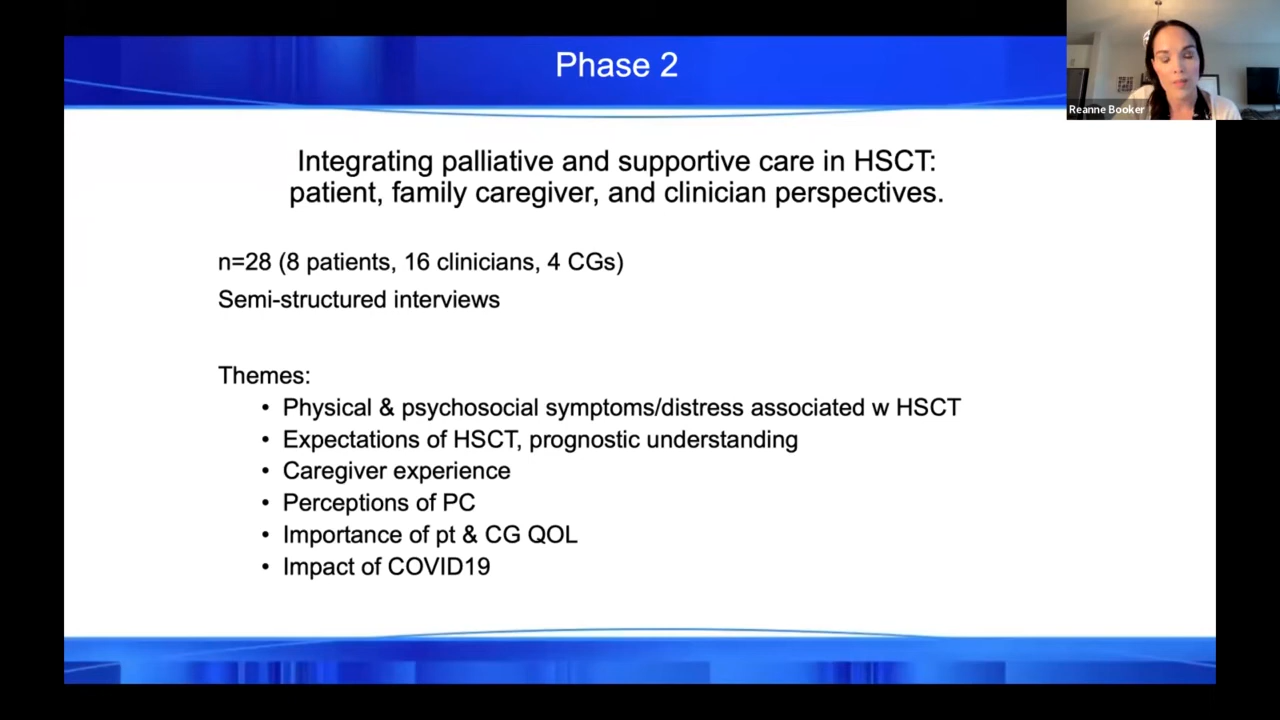 Phase 2
Reanne Booker
Integrating palliative and supportive care in HSCT:
patient, family caregiver, and clinician perspectives.
n=28 (8 patients, 16 clinicians, 4 CGs)
Semi-structured interviews
Themes:
• Physical & psychosocial symptoms/distress associated w HSCT
• Expectations of HSCT, prognostic understanding
• Caregiver experience
• Perceptions of PC
• Importance of pt & CG QOL
• Impact of COVID19